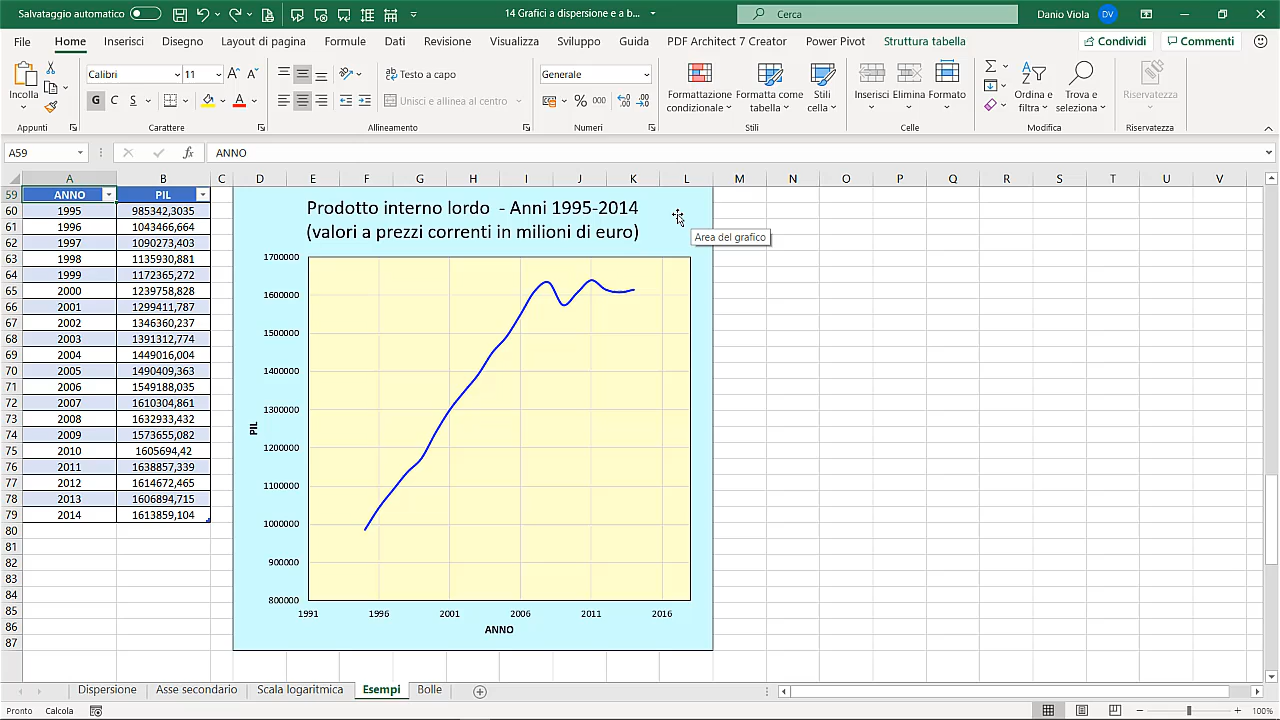 Salvataggio automatico
14 Grafici a dispersione e a b...
Cerca
Danio Viola DV
File Home Inserisci Disegno Layout di pagina Formule Dati Revisione Visualizza Sviluppo Guida PDF Architect 7 Creator Power Pivot Struttura tabella Condividi Commenti
Incolla
Calibri 11
G C S
Testo a capo
Unisci e allinea al centro
Generale
% 000
Formattazione condizionale
Formatta come tabella
Stili cella
Inserisci Elimina Formato
Ordina e filtra
Trova e seleziona
Riservatezza
Appunti Carattere Allineamento Numeri Stili Celle Modifica Riservatezza
A59 fx ANNO
A B C D E F G H I J K L M N O P Q R S T U V
59 ANNO PIL
60 1995 985342,3035
61 1996 1043466,664
62 1997 1090273,403
63 1998 1135930,881
64 1999 1172365,272
65 2000 1239758,828
66 2001 1299411,787
67 2002 1346360,237
68 2003 1391312,774
69 2004 1449016,004
70 2005 1490409,363
71 2006 1549188,035
72 2007 1610304,861
73 2008 1632933,432
74 2009 1573655,082
75 2010 1605694,42
76 2011 1638857,339
77 2012 1614672,465
78 2013 1606894,715
79 2014 1613859,104
80
81
82
83
84
85
86
87
Prodotto interno lordo - Anni 1995-2014
(valori a prezzi correnti in milioni di euro)
Area del grafico
1700000
1600000
1500000
1400000
1300000
1200000
1100000
1000000
900000
800000
PIL
1991 1996 2001 2006 2011 2016
ANNO
Dispersione Asse secondario Scala logaritmica Esempi Bolle
Pronto Calcola 100%